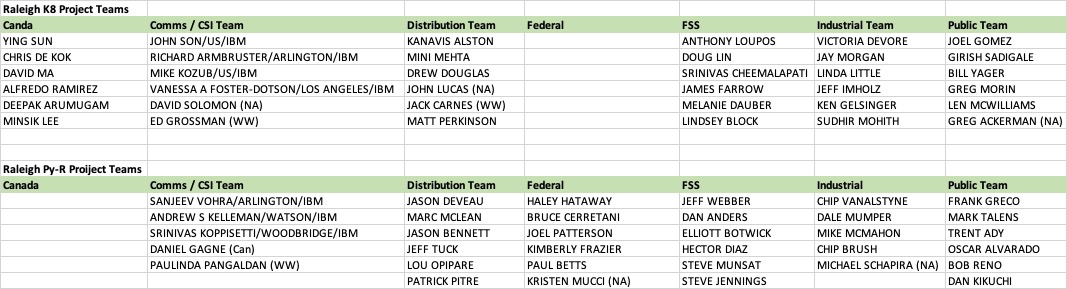 Raleigh K8 Project Teams
Canda Comms / CSI Team Distribution Team Federal FSS Industrial Team Public Team
YING SUN JOHN SON/US/IBM KANAVIS ALSTON ANTHONY LOUPOS VICTORIA DEVORE JOEL GOMEZ
CHRIS DE KOK RICHARD ARMBRUSTER/ARLINGTON/IBM MINI MEHTA DOUG LIN JAY MORGAN GIRISH SADIGALE
DAVID MA MIKE KOZUB/US/IBM DREW DOUGLAS SRINIVAS CHEEMALAPATI LINDA LITTLE BILL YAGER
ALFREDO RAMIREZ VANESSA A FOSTER-DOTSON/LOS ANGELES/IBM JOHN LUCAS (NA) JAMES FARROW JEFF IMHOLZ GREG MORIN
DEEPAK ARUMUGAM DAVID SOLOMON (NA) JACK CARNES (WW) MELANIE DAUBER KEN GELSINGER LEN MCWILLIAMS
MINSIK LEE ED GROSSMAN (WW) MATT PERKINSON LINDSEY BLOCK SUDHIR MOHITH GREG ACKERMAN (NA)
Raleigh Py-R Proiject Teams
Canada Comms / CSI Team Distribution Team Federal FSS Industrial Public Team
SANJEEV VOHRA/ARLINGTON/IBM JASON DEVEAU HALEY HATAWAY JEFF WEBBER CHIP VANALSTYNE FRANK GRECO
ANDREW S KELLEMAN/WATSON/IBM MARC MCLEAN BRUCE CERRETANI DAN ANDERS DALE MUMPER MARK TALENS
SRINIVAS KOPPISETTI/WOODBRIDGE/IBM JASON BENNETT JOEL PATTERSON ELLIOTT BOTWICK MIKE MCMAHON TRENT ADY
DANIEL GAGNE (Can) JEFF TUCK KIMBERLY FRAZIER HECTOR DIAZ CHIP BRUSH OSCAR ALVARADO
PAULINDA PANGALDAN (WW) LOU OPIPARE PAUL BETTS STEVE MUNSAT MICHAEL SCHAPIRA (NA) BOB RENO
PATRICK PITRE KRISTEN MUCCI (NA) STEVE JENNINGS DAN KIKUCHI